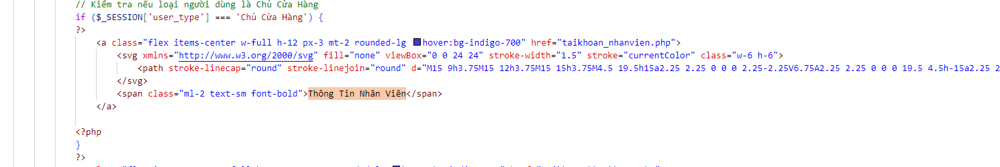 // Kiểm tra nếu loại người dùng là Chủ Cửa Hàng
if ($_SESSION['user_type'] === 'Chủ Cửa Hàng') {
?>
<a class="flex items-center w-full h-12 px-3 mt-2 rounded-lg hover:bg-indigo-700" href="taikhoan_nhanvien.php">
<svg xmlns="http://www.w3.org/2000/svg" fill="none" viewBox="0 0 24 24" stroke-width="1.5" stroke="currentColor" class="w-6 h-6">
<path stroke-linecap="round" stroke-linejoin="round" d="M15 9h3.75M15 12h3.75M15 15h3.75M4.5 19.5h15a2.25 2.25 0 0 0 2.25-2.25V6.75A2.25 2.25 0 0 0 19.5 4.5h-15a2.25 2
</svg>
<span class="ml-2 text-sm font-bold">Thông Tin Nhân Viên</span>
</a>
<?php
}
?>